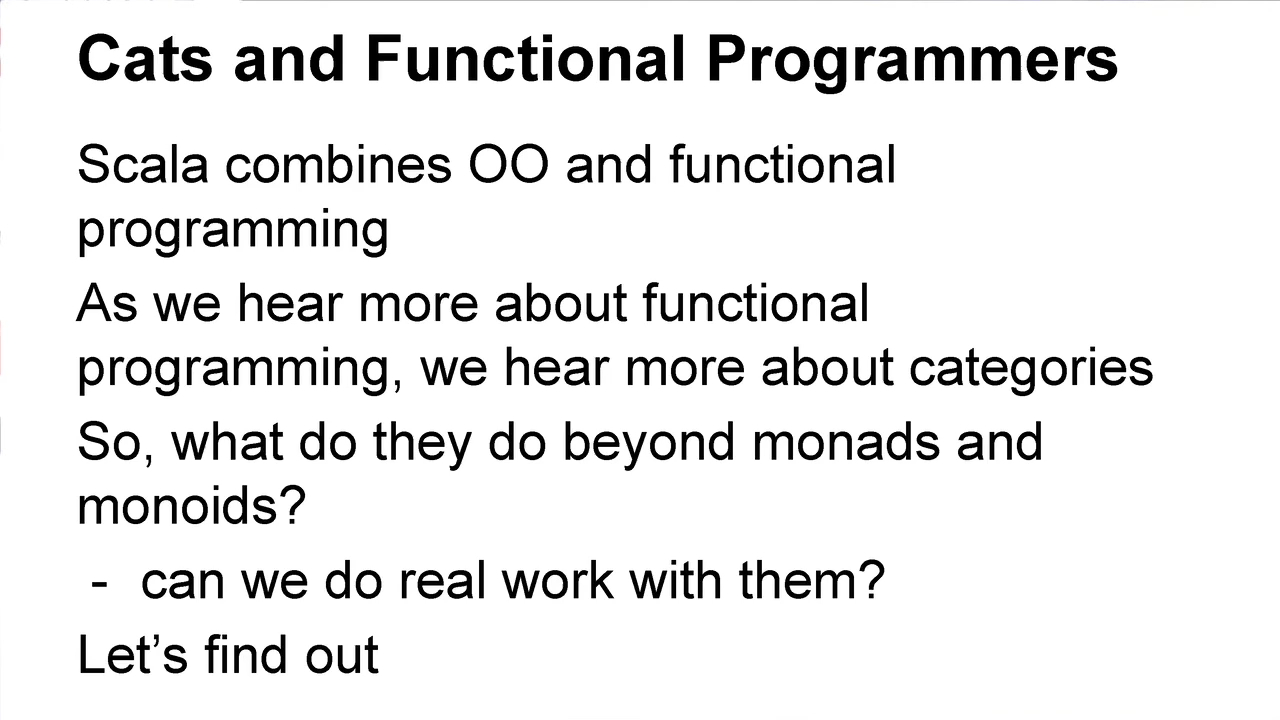 Cats and Functional Programmers
Scala combines OO and functional
programming
As we hear more about functional
programming, we hear more about categories
So, what do they do beyond monads and
monoids?
- can we do real work with them?
Let’s find out